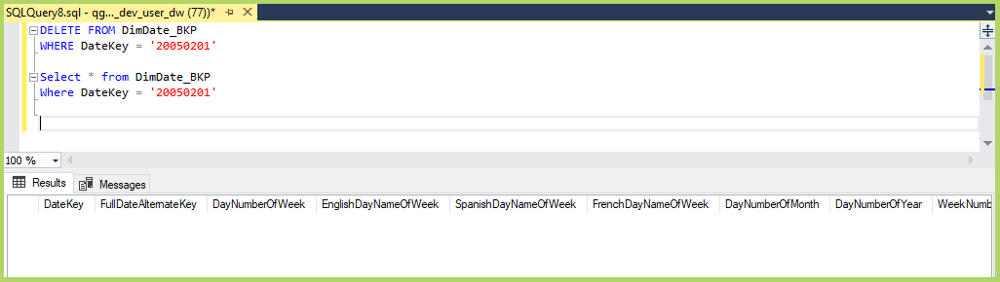 SQLQuery8.sql - qg..._dev_user_dw (77))*
DELETE FROM DimDate_BKP
WHERE DateKey = '20050201'
Select * from DimDate_BKP
Where DateKey = '20050201'
100 %
Results Messages
DateKey FullDateAlternateKey DayNumberOfWeek EnglishDayNameOfWeek SpanishDayNameOfWeek FrenchDayNameOfWeek DayNumberOfMonth DayNumberOfYear WeekNumb